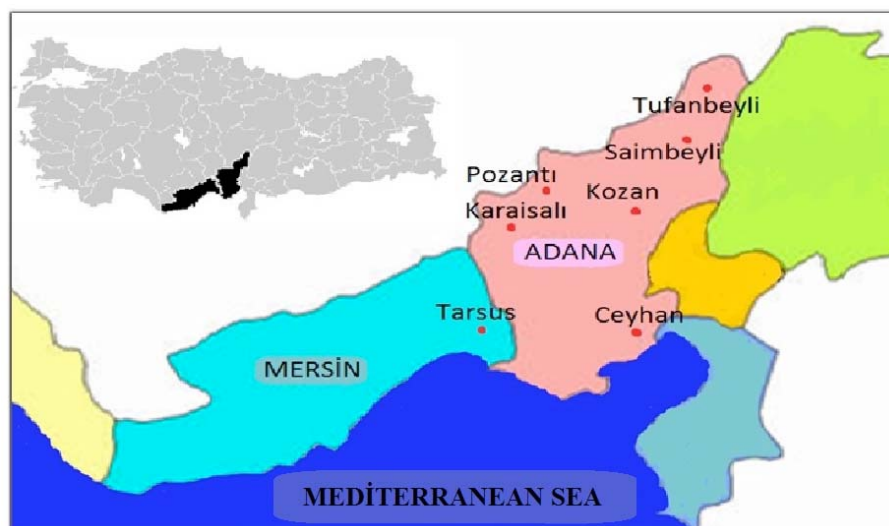 Tufanbeyli
Saimbeyli
Pozantı
Kozan
Karaisalı
ADANA
Tarsus
Ceyhan
MERSİN
MEDİTERRANEAN SEA